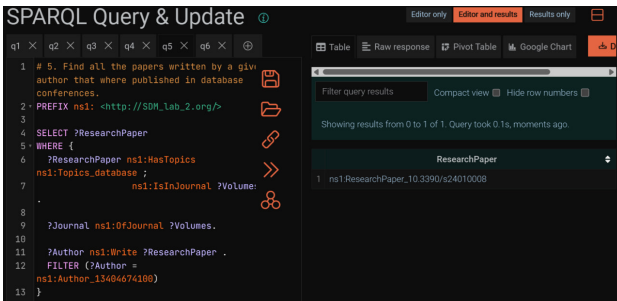 SPARQL Query & Update
Editor only Editor and results Results only
q1 q2 q3 q4 q5 q6
Table Raw response Pivot Table Google Chart D
1 # 5. Find all the papers written by a give
author that where published in database
conferences.
2 PREFIX ns1: <http://SDM_lab_2.org/>
3
4 SELECT ?ResearchPaper
5 WHERE {
6 ?ResearchPaper ns1:HasTopics
ns1:Topics_database ;
7 ns1:IsInJournal ?Volumes
.
8
9 ?Journal ns1:OfJournal ?Volumes.
10
11 ?Author ns1:Write ?ResearchPaper .
12 FILTER (?Author =
ns1:Author_13404674100)
13 }
Filter query results Compact view Hide row numbers
Showing results from 0 to 1 of 1. Query took 0.1s, moments ago.
ResearchPaper
1 ns1:ResearchPaper_10.3390/s24010008